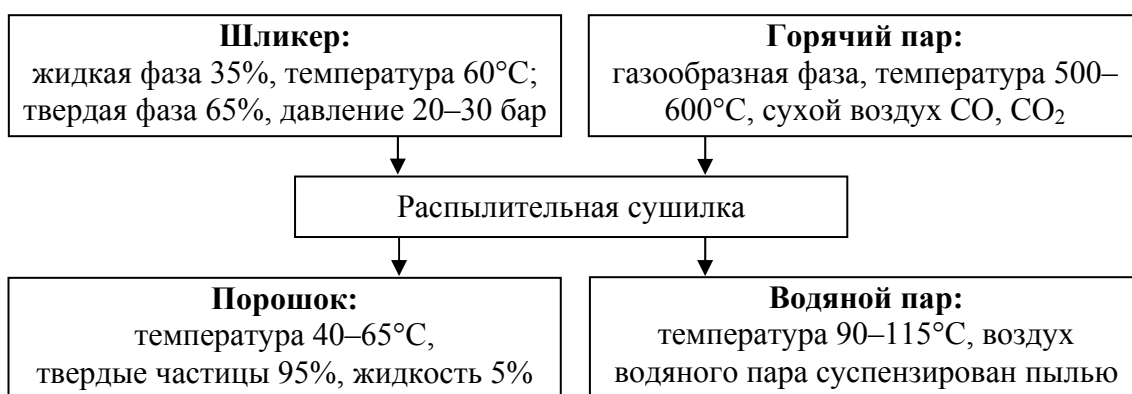 Шликер:
жидкая фаза 35%, температура 60°C;
твердая фаза 65%, давление 20–30 бар
Горячий пар:
газообразная фаза, температура 500–
600°C, сухой воздух CO, CO₂
Распылительная сушилка
Порошок:
температура 40–65°C,
твердые частицы 95%, жидкость 5%
Водяной пар:
температура 90–115°C, воздух
водяного пара суспензирован пылью